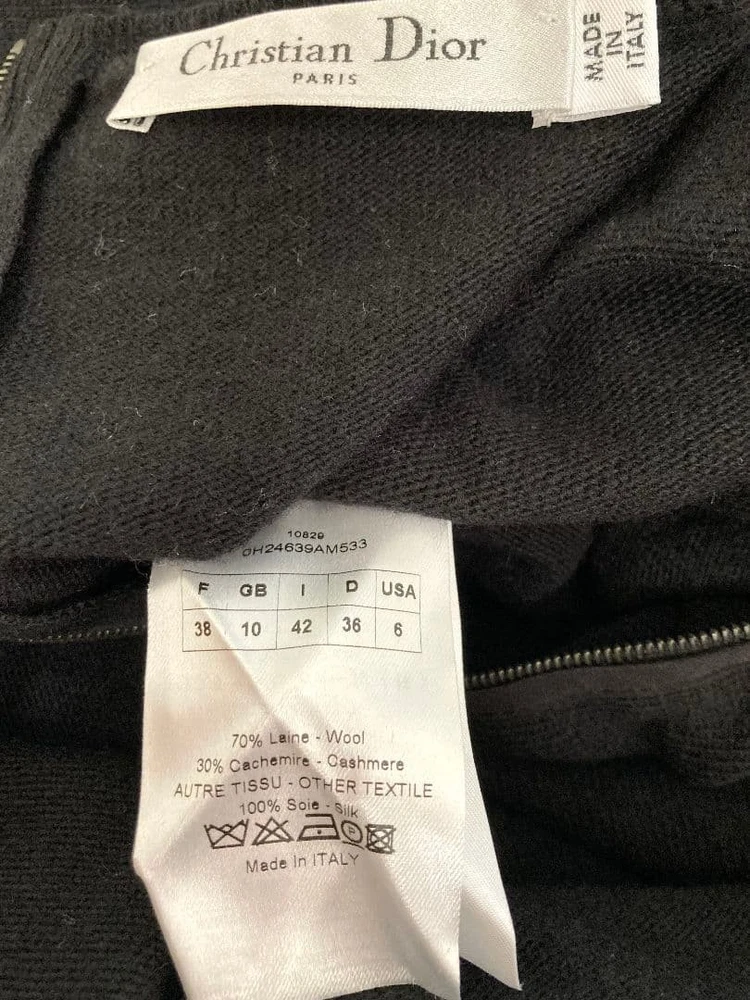 Christian Dior
PARIS
MADE
IN
ITALY
10829
0H24639AM533
F GB I D USA
38 10 42 36 6
70% Laine - Wool
30% Cachemire - Cashmere
AUTRE TISSU - OTHER TEXTILE
100% Soie - Silk
P
Made in ITALY